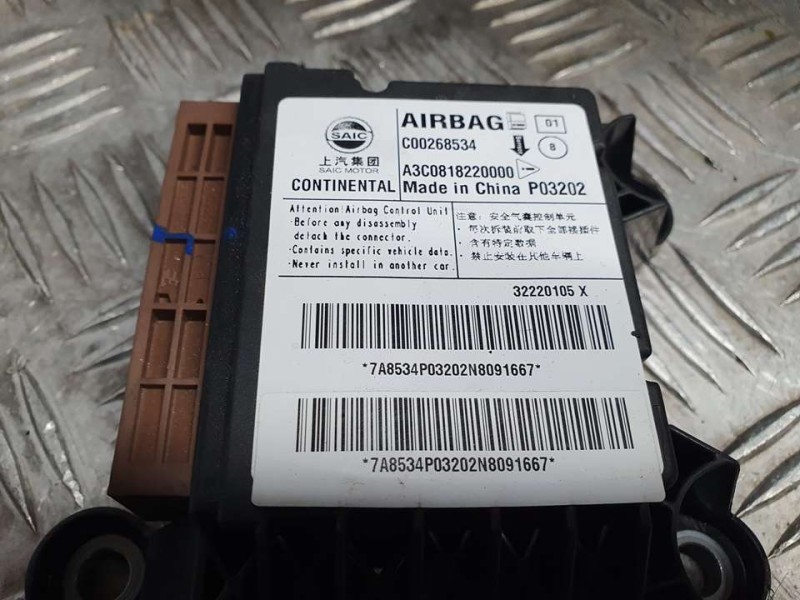 SAIC
上汽集团
SAIC MOTOR
CONTINENTAL
AIRBAG
01
C00268534
8
A3C0818220000
Made in China P03202
Attention:Airbag Control Unit
·Before any disassembly
detach the connector.
·Contains specific vehicle data.
·Never install in another car.
注意: 安全气囊控制单元
·每次拆装前取下全部接插件
·含有特定数据
·禁止安装在其他车辆上
32220105 X
*7A8534P03202N8091667*
*7A8534P03202N8091667*